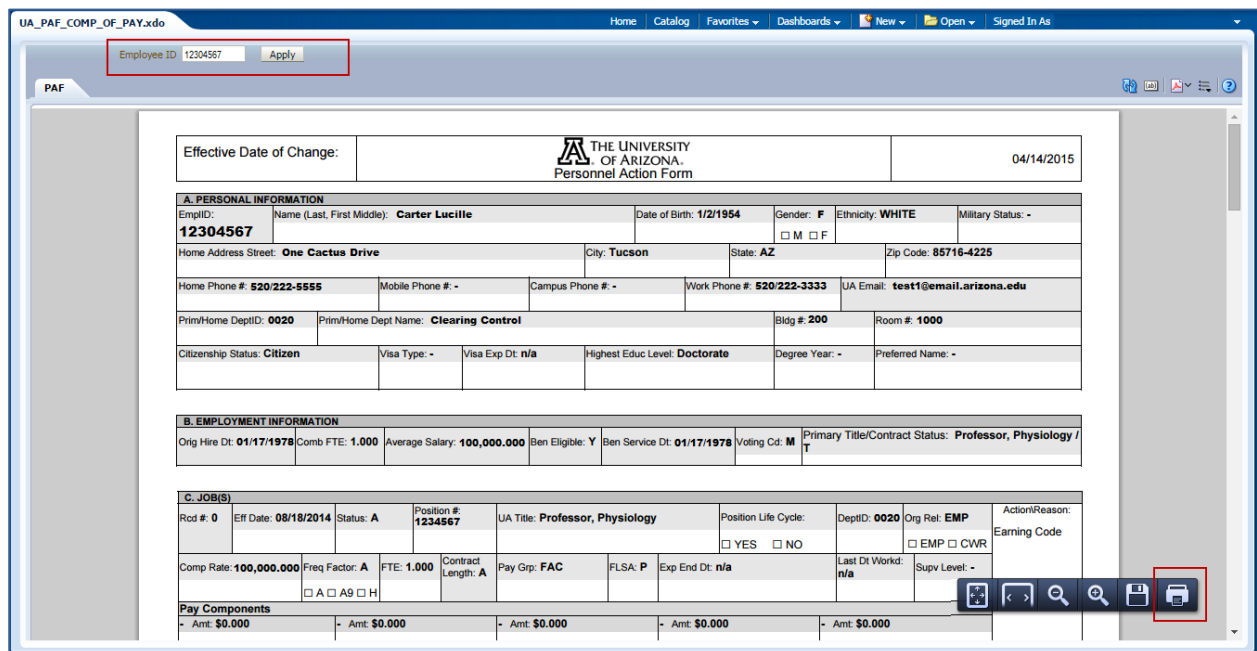 UA_PAF_COMP_OF_PAY.xdo Home Catalog Favorites Dashboards New Open Signed In As
Employee ID 12304567 Apply
PAF
Effective Date of Change:
THE UNIVERSITY
OF ARIZONA.
Personnel Action Form
04/14/2015
A. PERSONAL INFORMATION
EmplID: Name (Last, First Middle): Carter Lucille Date of Birth: 1/2/1954 Gender: F Ethnicity: WHITE Military Status: -
12304567 M F
Home Address Street: One Cactus Drive City: Tucson State: AZ Zip Code: 85716-4225
Home Phone #: 520/222-5555 Mobile Phone #: - Campus Phone #: - Work Phone #: 520/222-3333 UA Email: test1@email.arizona.edu
Prim/Home DeptID: 0020 Prim/Home Dept Name: Clearing Control Bldg #: 200 Room #: 1000
Citizenship Status: Citizen Visa Type: - Visa Exp Dt: n/a Highest Educ Level: Doctorate Degree Year: - Preferred Name: -
B. EMPLOYMENT INFORMATION
Orig Hire Dt: 01/17/1978 Comb FTE: 1.000 Average Salary: 100,000.000 Ben Eligible: Y Ben Service Dt: 01/17/1978 Voting Cd: M Primary Title/Contract Status: Professor, Physiology /
T
C. JOB(S)
Rcd #: 0 Eff Date: 08/18/2014 Status: A Position #: 1234567 UA Title: Professor, Physiology Position Life Cycle: DeptID: 0020 Org Rel: EMP Action\Reason:
Earning Code
YES NO EMP CWR
Comp Rate: 100,000.000 Freq Factor: A FTE: 1.000 Contract Length: A Pay Grp: FAC FLSA: P Exp End Dt: n/a Last Dt Workd: n/a Supv Level: -
A A9 H
Pay Components
- Amt: $0.000 - Amt: $0.000 - Amt: $0.000 - Amt: $0.000 - Amt: $0.000